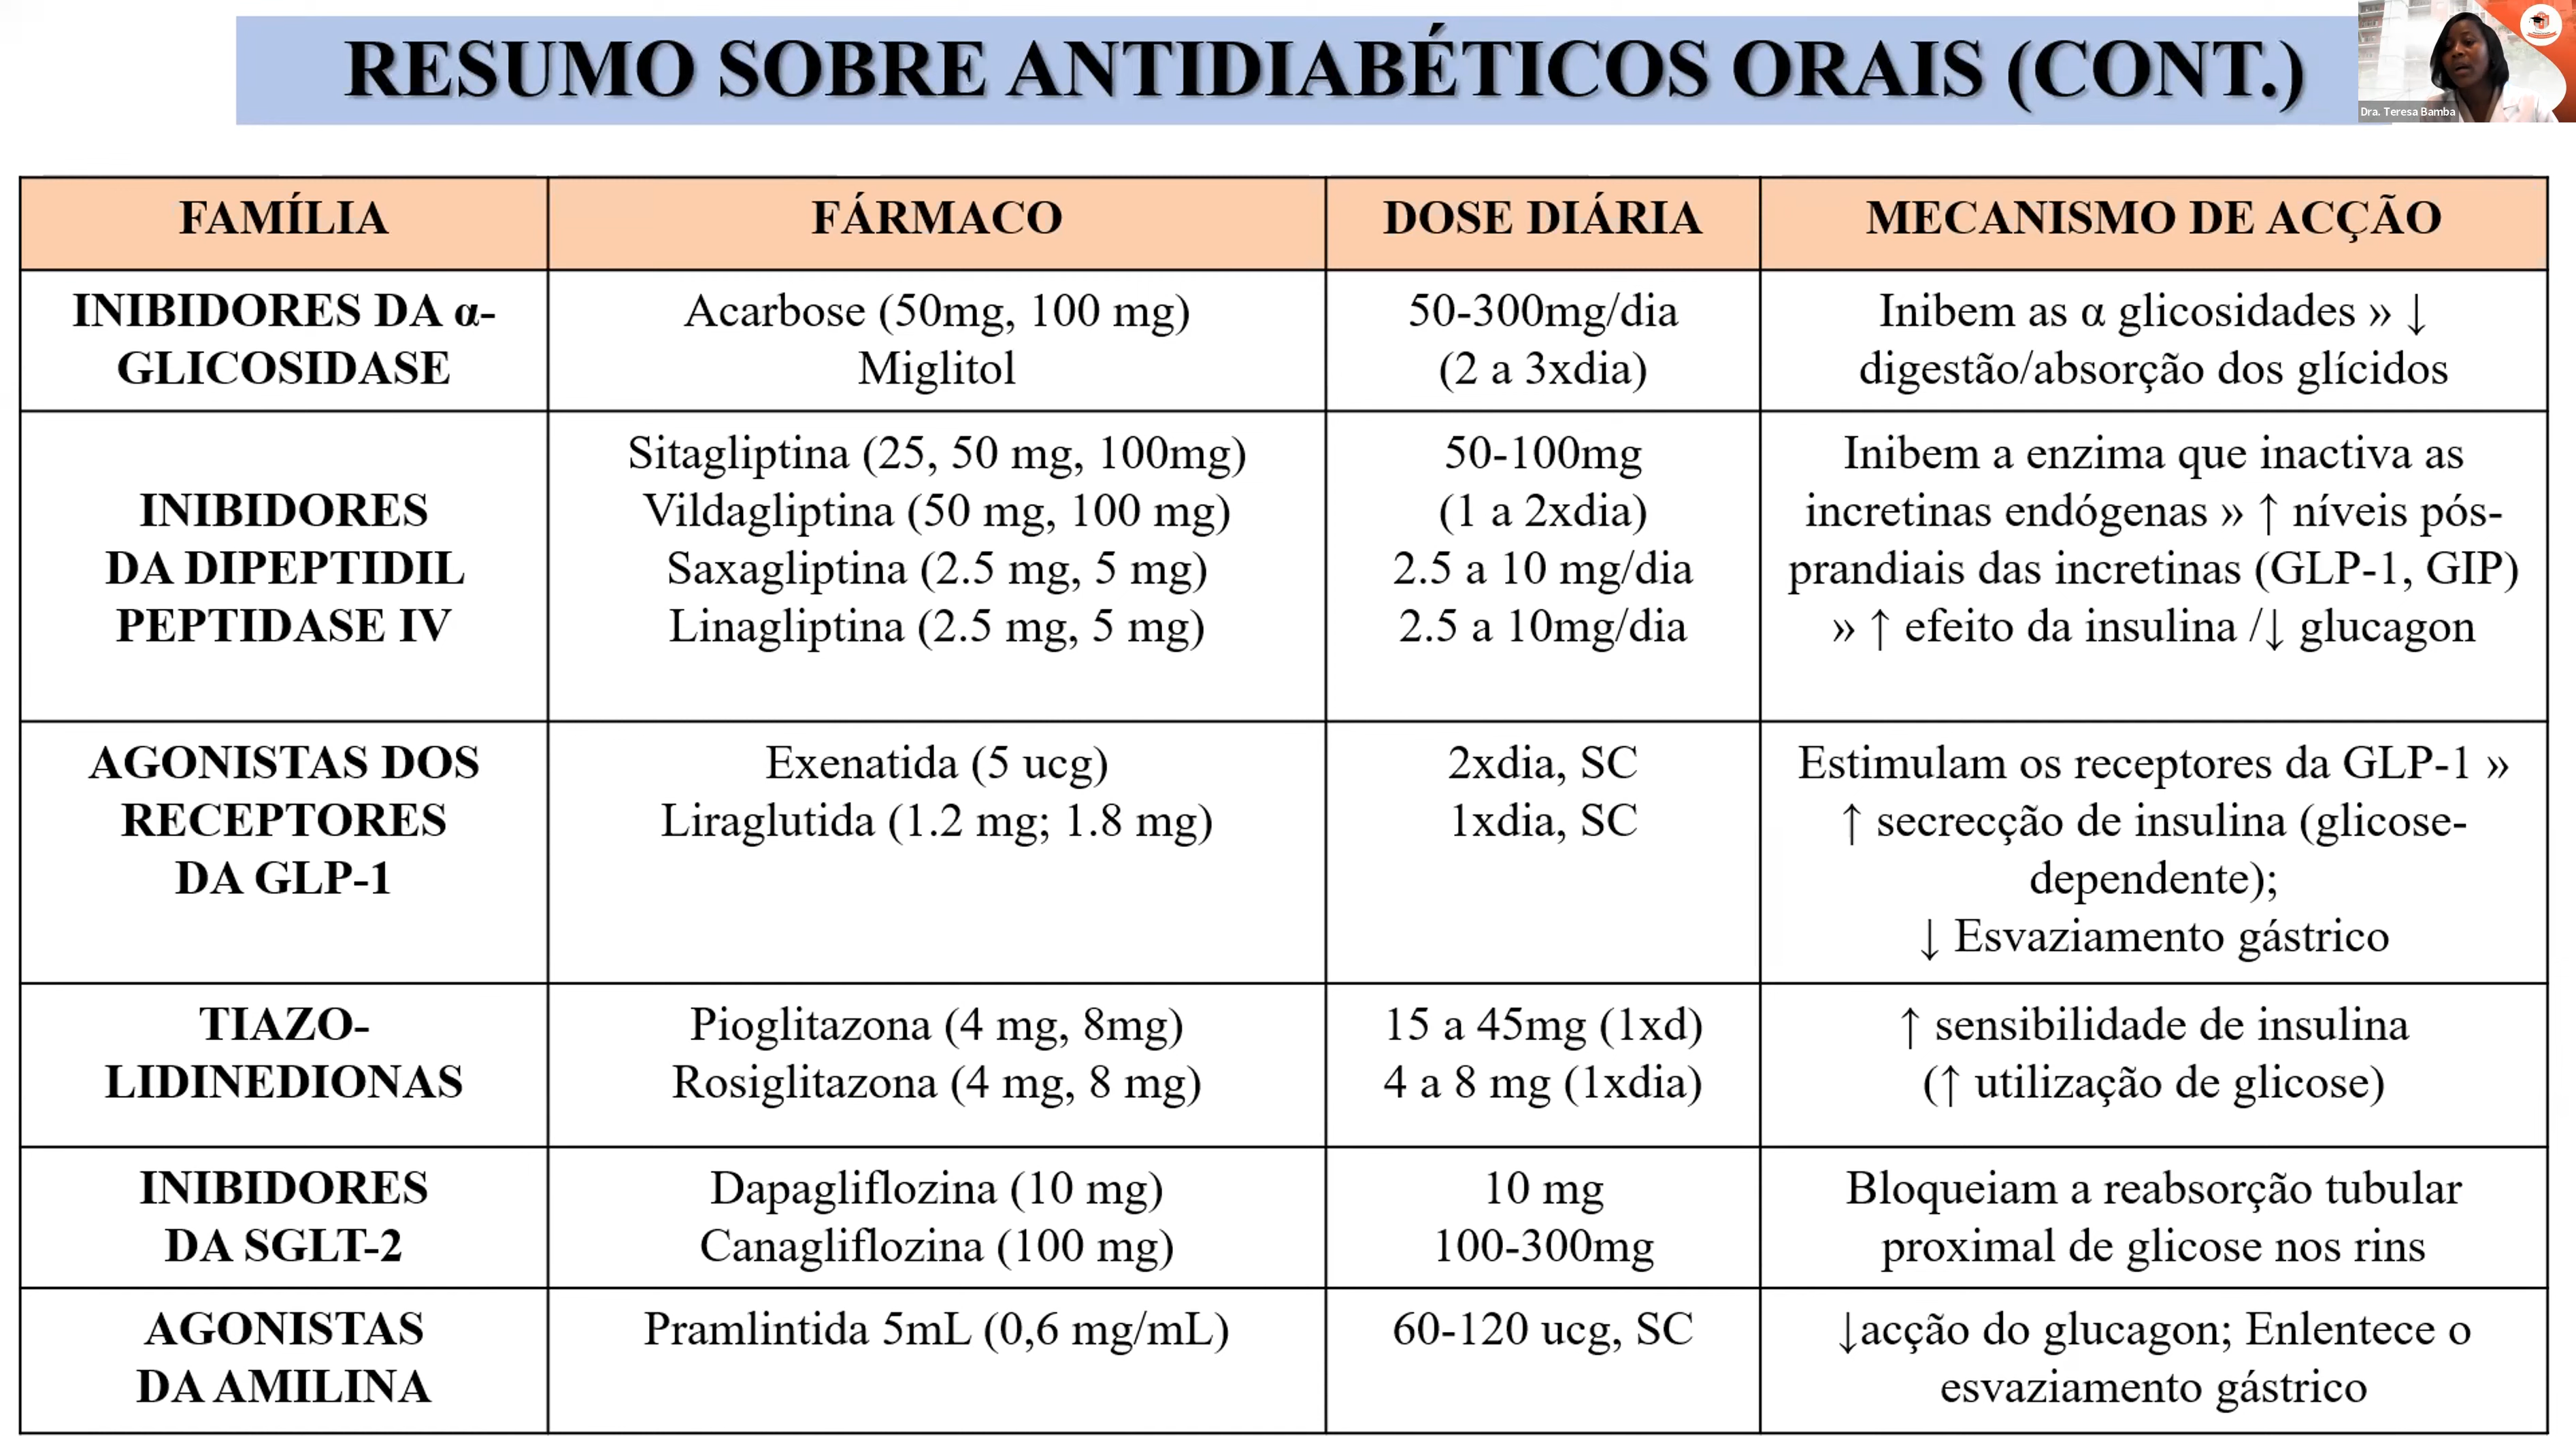 RESUMO SOBRE ANTIDIABÉTICOS ORAIS (CONT.)
Dra. Teresa Bamba
FAMÍLIA
FÁRMACO
DOSE DIÁRIA
MECANISMO DE ACÇÃO
INIBIDORES DA α-
GLICOSIDASE
Acarbose (50mg, 100 mg)
Miglitol
50-300mg/dia
(2 a 3xdia)
Inibem as α glicosidades » ↓
digestão/absorção dos glícidos
INIBIDORES
DA DIPEPTIDIL
PEPTIDASE IV
Sitagliptina (25, 50 mg, 100mg)
Vildagliptina (50 mg, 100 mg)
Saxagliptina (2.5 mg, 5 mg)
Linagliptina (2.5 mg, 5 mg)
50-100mg
(1 a 2xdia)
2.5 a 10 mg/dia
2.5 a 10mg/dia
Inibem a enzima que inactiva as
incretinas endógenas » ↑ níveis pós-
prandiais das incretinas (GLP-1, GIP)
» ↑ efeito da insulina /↓ glucagon
AGONISTAS DOS
RECEPTORES
DA GLP-1
Exenatida (5 ucg)
Liraglutida (1.2 mg; 1.8 mg)
2xdia, SC
1xdia, SC
Estimulam os receptores da GLP-1 »
↑ secrecção de insulina (glicose-
dependente);
↓ Esvaziamento gástrico
TIAZO-
LIDINEDIONAS
Pioglitazona (4 mg, 8mg)
Rosiglitazona (4 mg, 8 mg)
15 a 45mg (1xd)
4 a 8 mg (1xdia)
↑ sensibilidade de insulina
(↑ utilização de glicose)
INIBIDORES
DA SGLT-2
Dapagliflozina (10 mg)
Canagliflozina (100 mg)
10 mg
100-300mg
Bloqueiam a reabsorção tubular
proximal de glicose nos rins
AGONISTAS
DA AMILINA
Pramlintida 5mL (0,6 mg/mL)
60-120 ucg, SC
↓acção do glucagon; Enlentece o
esvaziamento gástrico